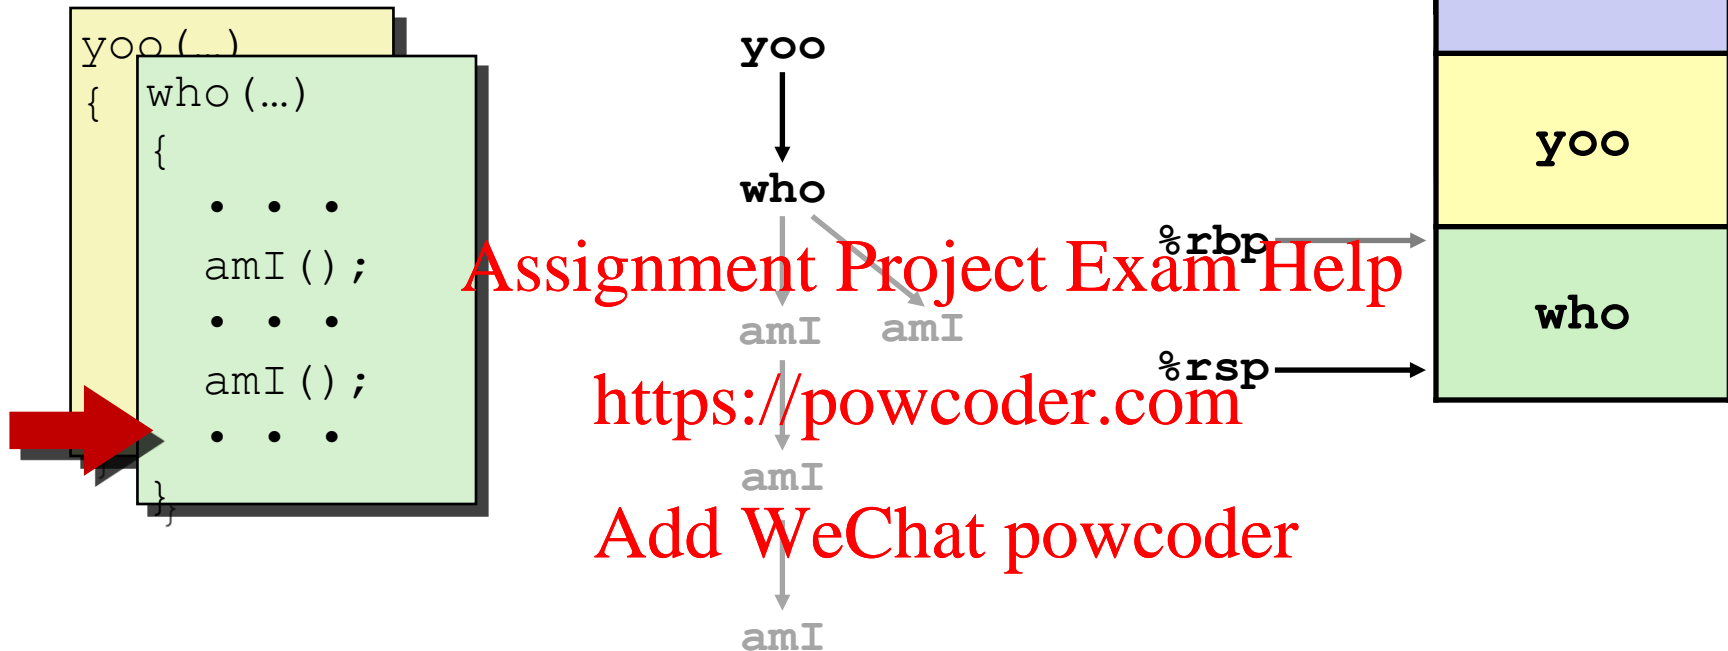 yoo(…)
{
}
who(…)
{
• • •
amI();
• • •
amI();
• • •
}
}
yoo
who
amI amI
amI
amI
%rbp
%rsp
yoo
who
Assignment Project Exam Help
https://powcoder.com
Add WeChat powcoder